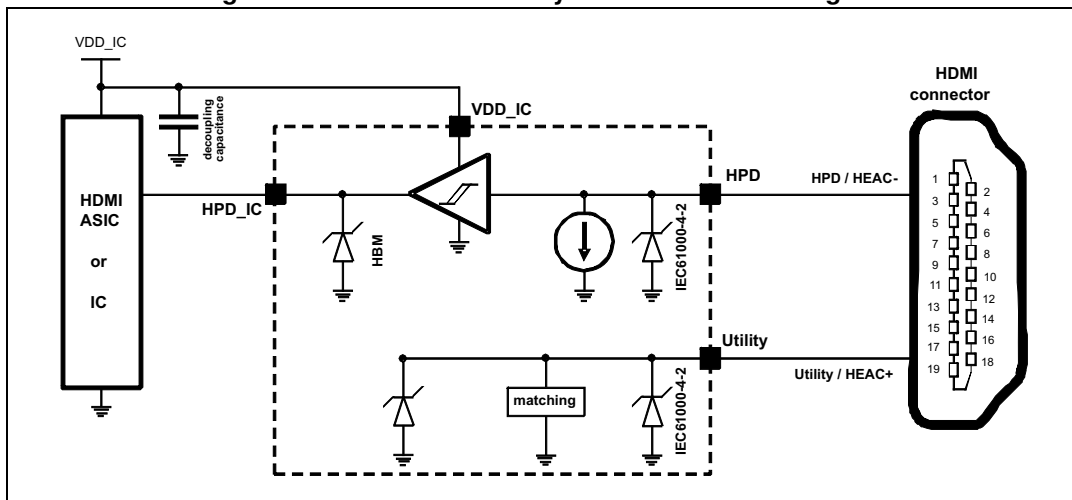 VDD_IC
HDMI
connector
VDD_IC
decoupling
capacitance
HPD
HPD / HEAC-
HDMI
ASIC
or
IC
HPD_IC
HBM
IEC61000-4-2
1
2
3
4
5
6
7
8
9
10
11
12
13
14
15
16
17
18
19
Utility
Utility / HEAC+
matching
IEC61000-4-2